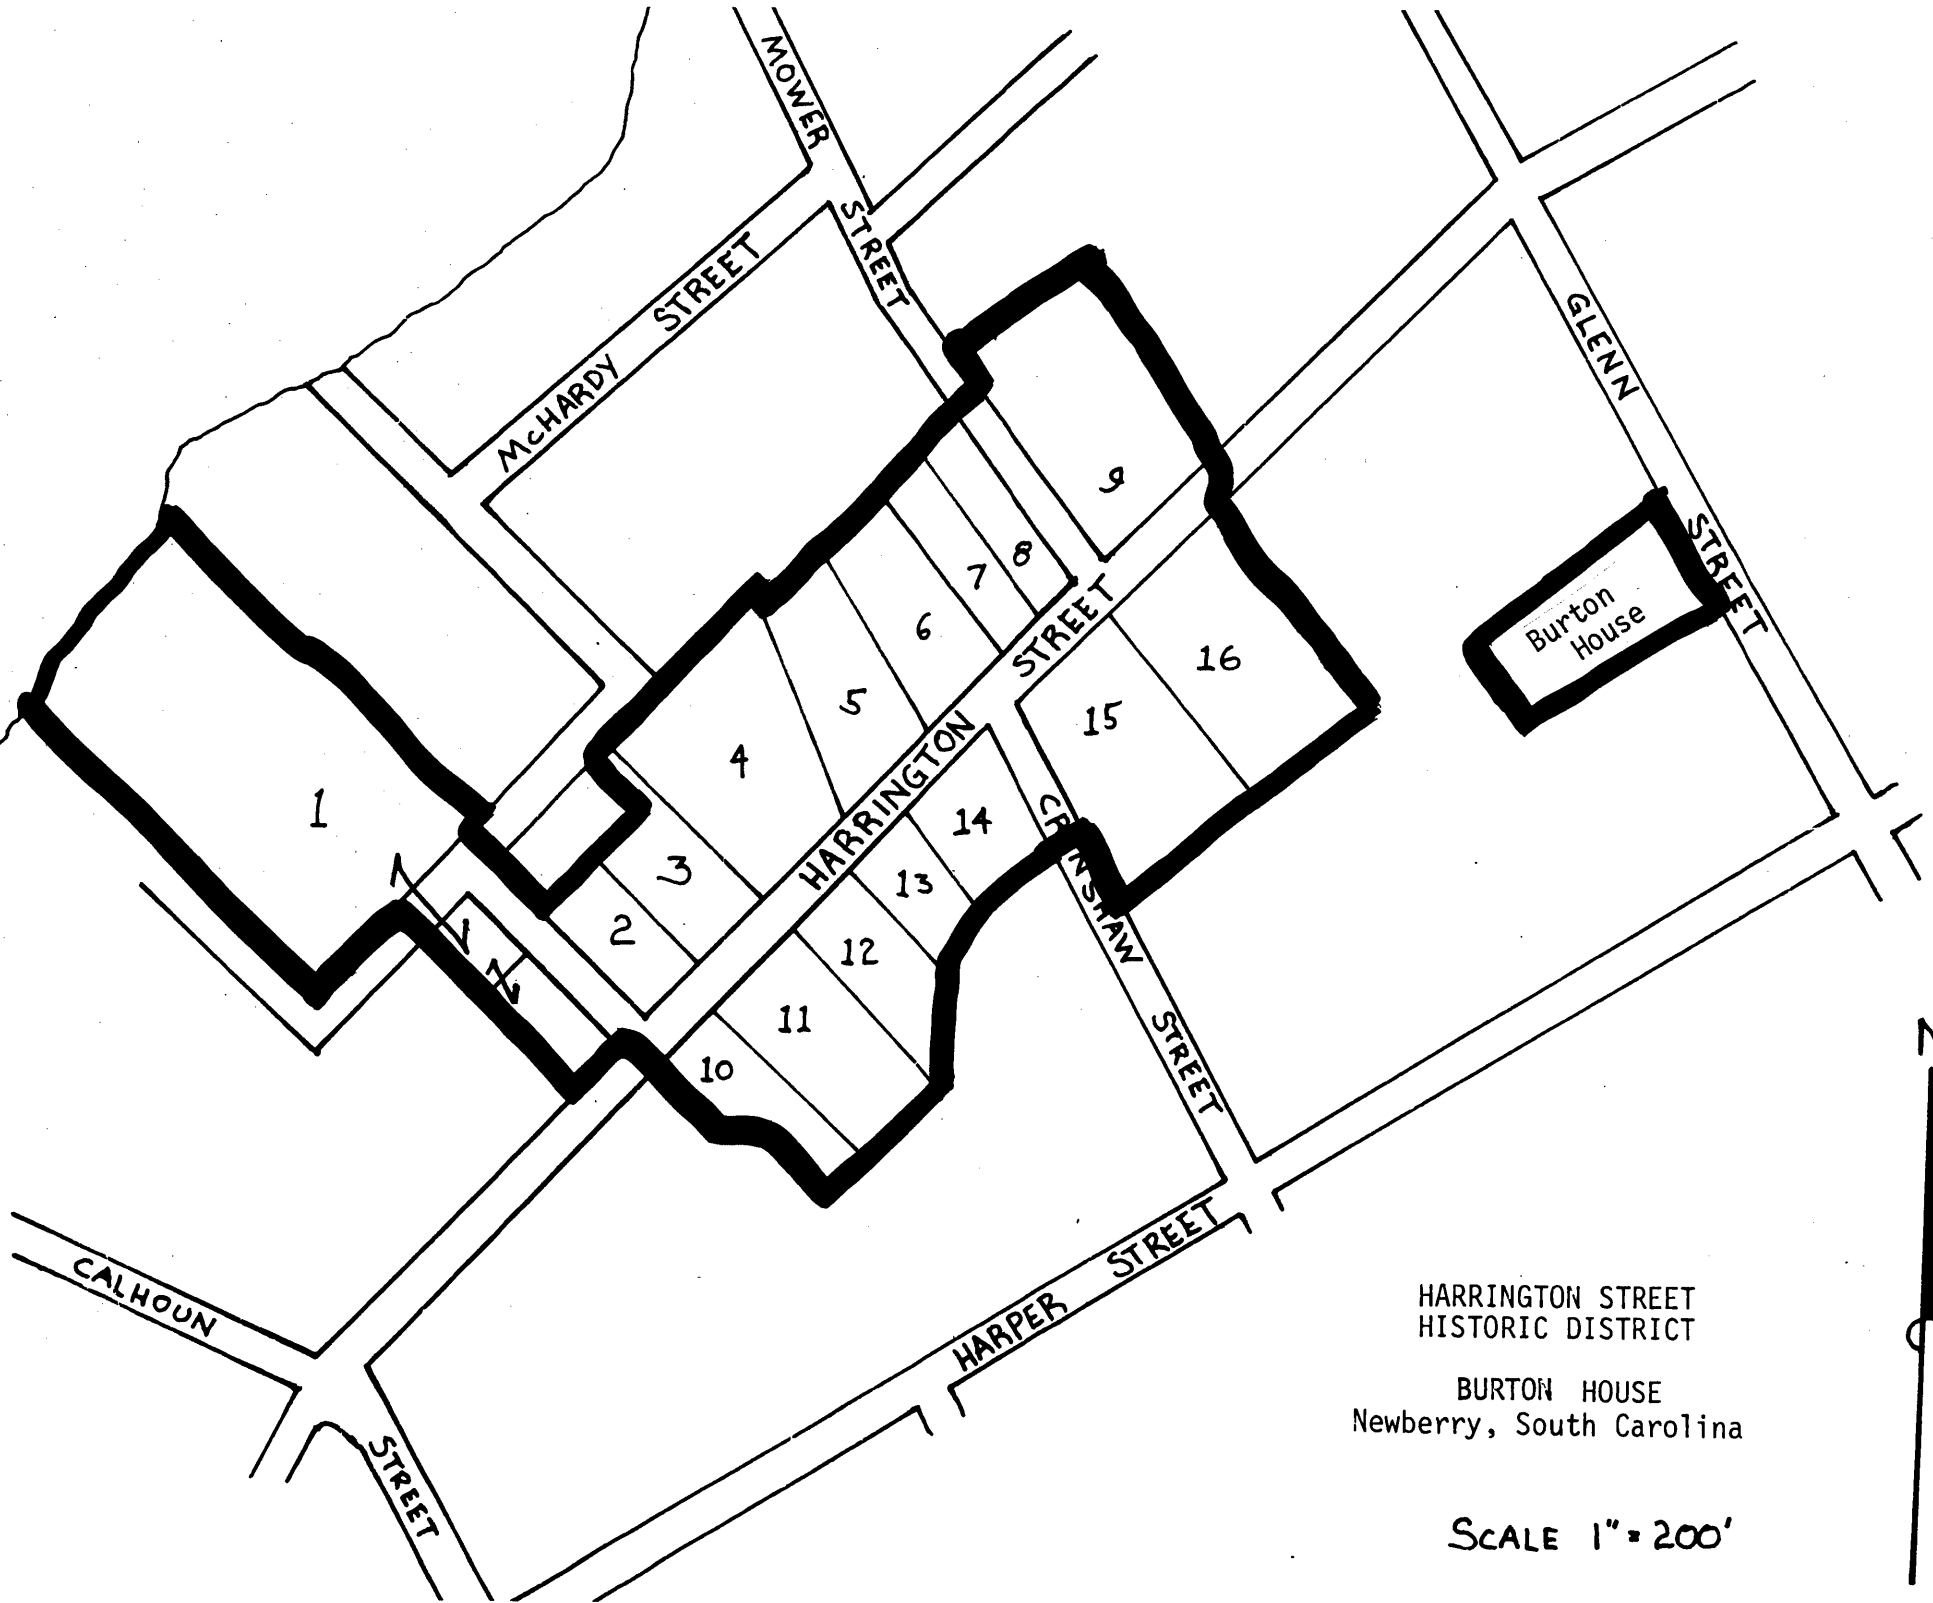 MOWER
STREET
McHARDY STREET
GLENN
STREET
Burton
House
1
2
3
4
5
6
7
8
9
10
11
12
13
14
15
16
HARRINGTON STREET
CRENSHAW
STREET
CALHOUN
STREET
HARPER STREET
HARRINGTON STREET
HISTORIC DISTRICT
BURTON HOUSE
Newberry, South Carolina
SCALE 1"=200'
N